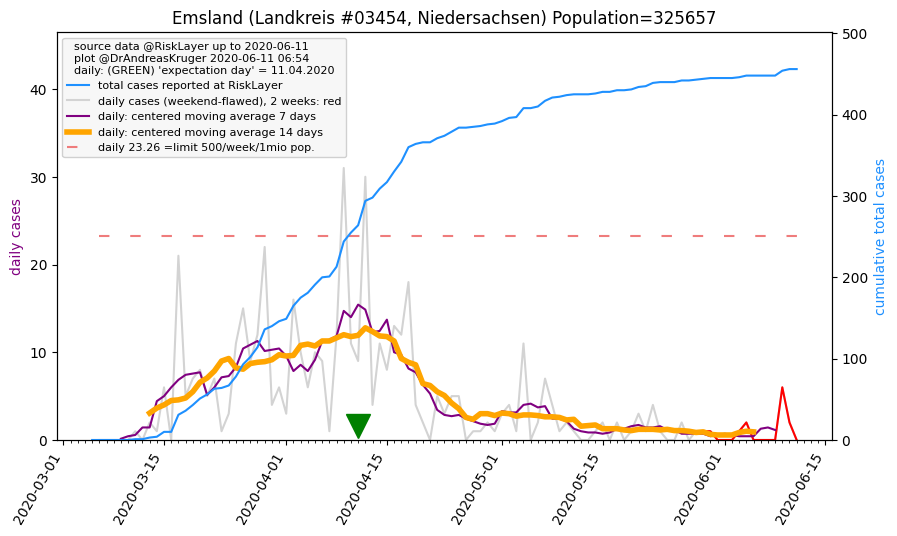 Emsland (Landkreis #03454, Niedersachsen) Population=325657
source data @RiskLayer up to 2020-06-11
plot @DrAndreasKruger 2020-06-11 06:54
daily: (GREEN) 'expectation day' = 11.04.2020
total cases reported at RiskLayer
daily cases (weekend-flawed), 2 weeks: red
daily: centered moving average 7 days
daily: centered moving average 14 days
daily 23.26 =limit 500/week/1mio pop.
daily cases
0
10
20
30
40
cumulative total cases
0
100
200
300
400
500
2020-03-01
2020-03-15
2020-04-01
2020-04-15
2020-05-01
2020-05-15
2020-06-01
2020-06-15